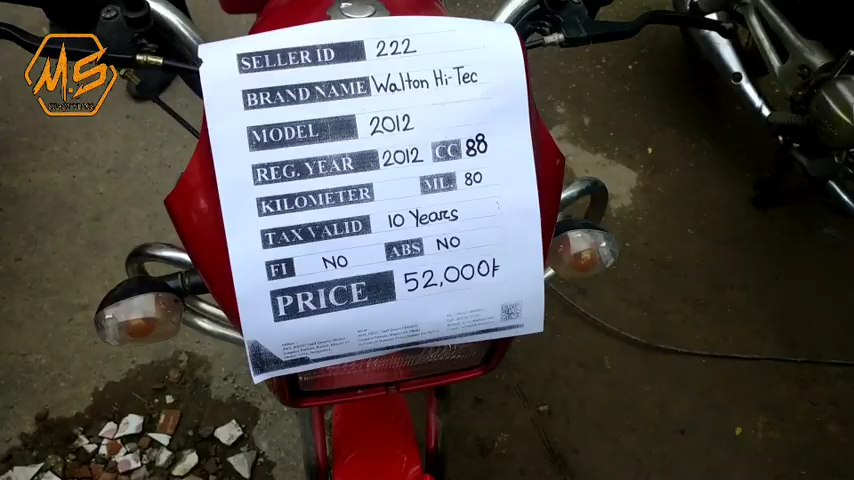 M.S
SELLER ID 222
BRAND NAME Walton Hi-Tec
MODEL 2012
REG. YEAR 2012 CC 88
KILOMETER ML. 80
TAX VALID 10 Years
FI NO ABS NO
PRICE 52,000৳